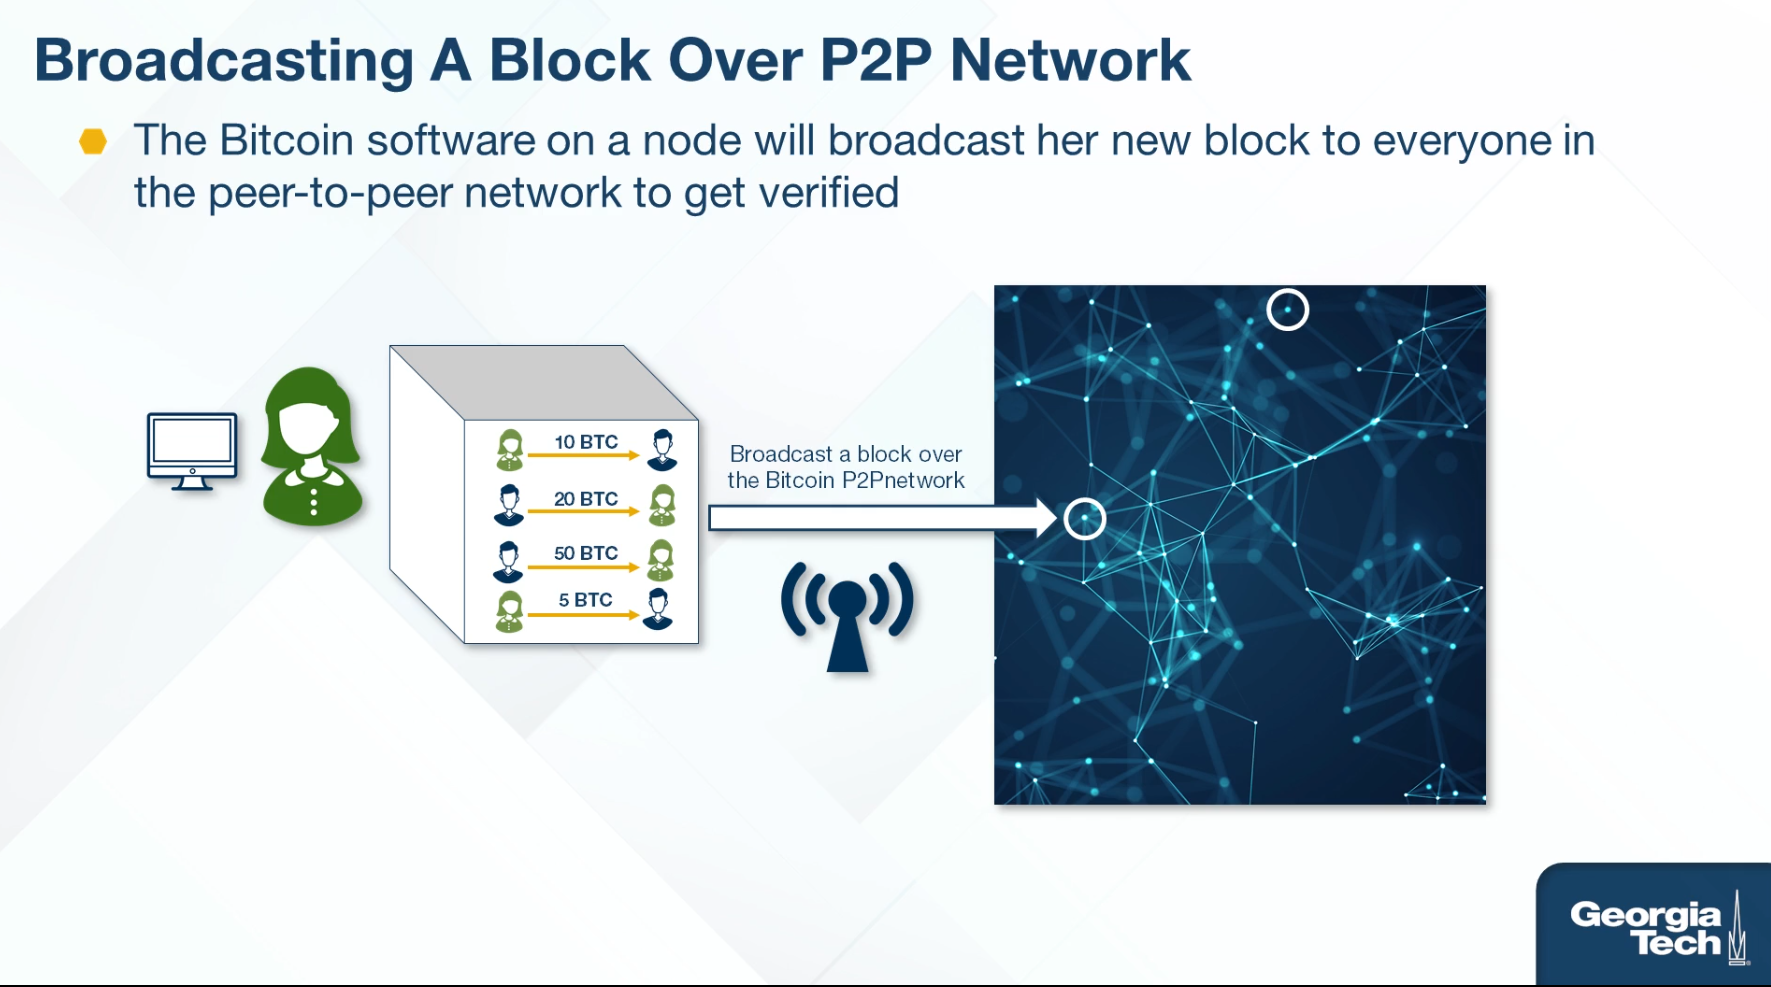 Broadcasting A Block Over P2P Network
The Bitcoin software on a node will broadcast her new block to everyone in
the peer-to-peer network to get verified
10 BTC
20 BTC
50 BTC
5 BTC
Broadcast a block over
the Bitcoin P2Pnetwork
Georgia
Tech